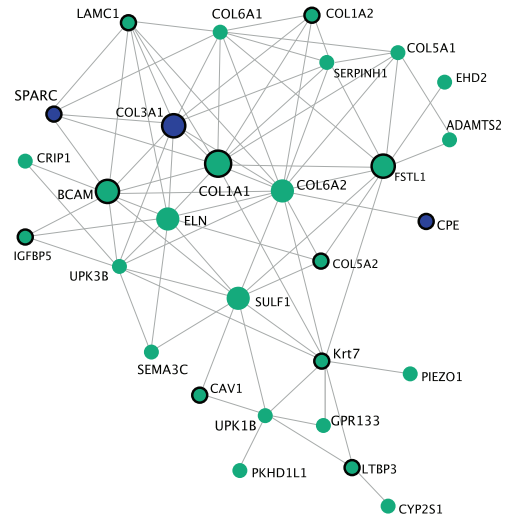 LAMC1
COL6A1
COL1A2
COL5A1
SERPINH1
EHD2
SPARC
COL3A1
ADAMTS2
CRIP1
BCAM
COL1A1
COL6A2
FSTL1
ELN
CPE
IGFBP5
UPK3B
COL5A2
SULF1
SEMA3C
Krt7
PIEZO1
CAV1
UPK1B
GPR133
PKHD1L1
LTBP3
CYP2S1